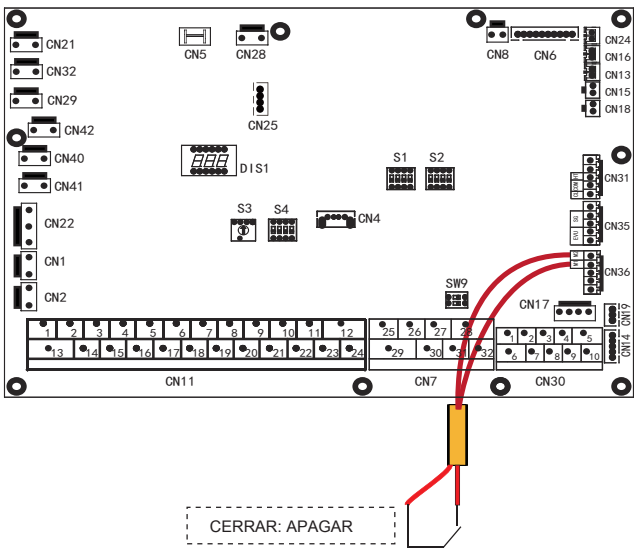 CN21
CN5
CN28
CN8
CN6
CN24
CN16
CN13
CN15
CN18
CN32
CN29
CN42
CN25
CN40
CN41
DIS1
S1 S2
CN31
CN22
S3 S4
CN4
SG
EVU
CN35
M1 M2
CN36
CN1
CN2
SW9
CN17
CN19
CN14
1 2 3 4 5 6 7 8 9 10 11 12
13 14 15 16 17 18 19 20 21 22 23 24
CN11
25 26 27 28
29 30 31 32
CN7
1 2 3 4 5
6 7 8 9 10
CN30
CERRAR: APAGAR